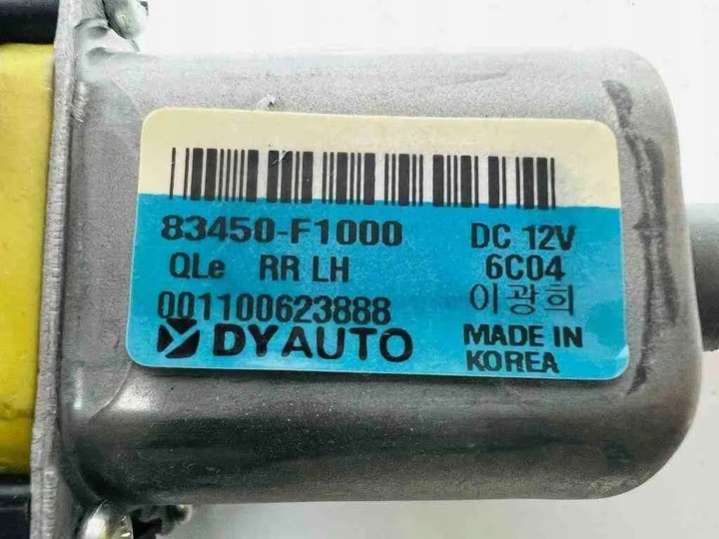 83450-F1000 DC 12V
QLe RR LH 6C04
001100623888 이광희
DYAUTO MADE IN
KOREA